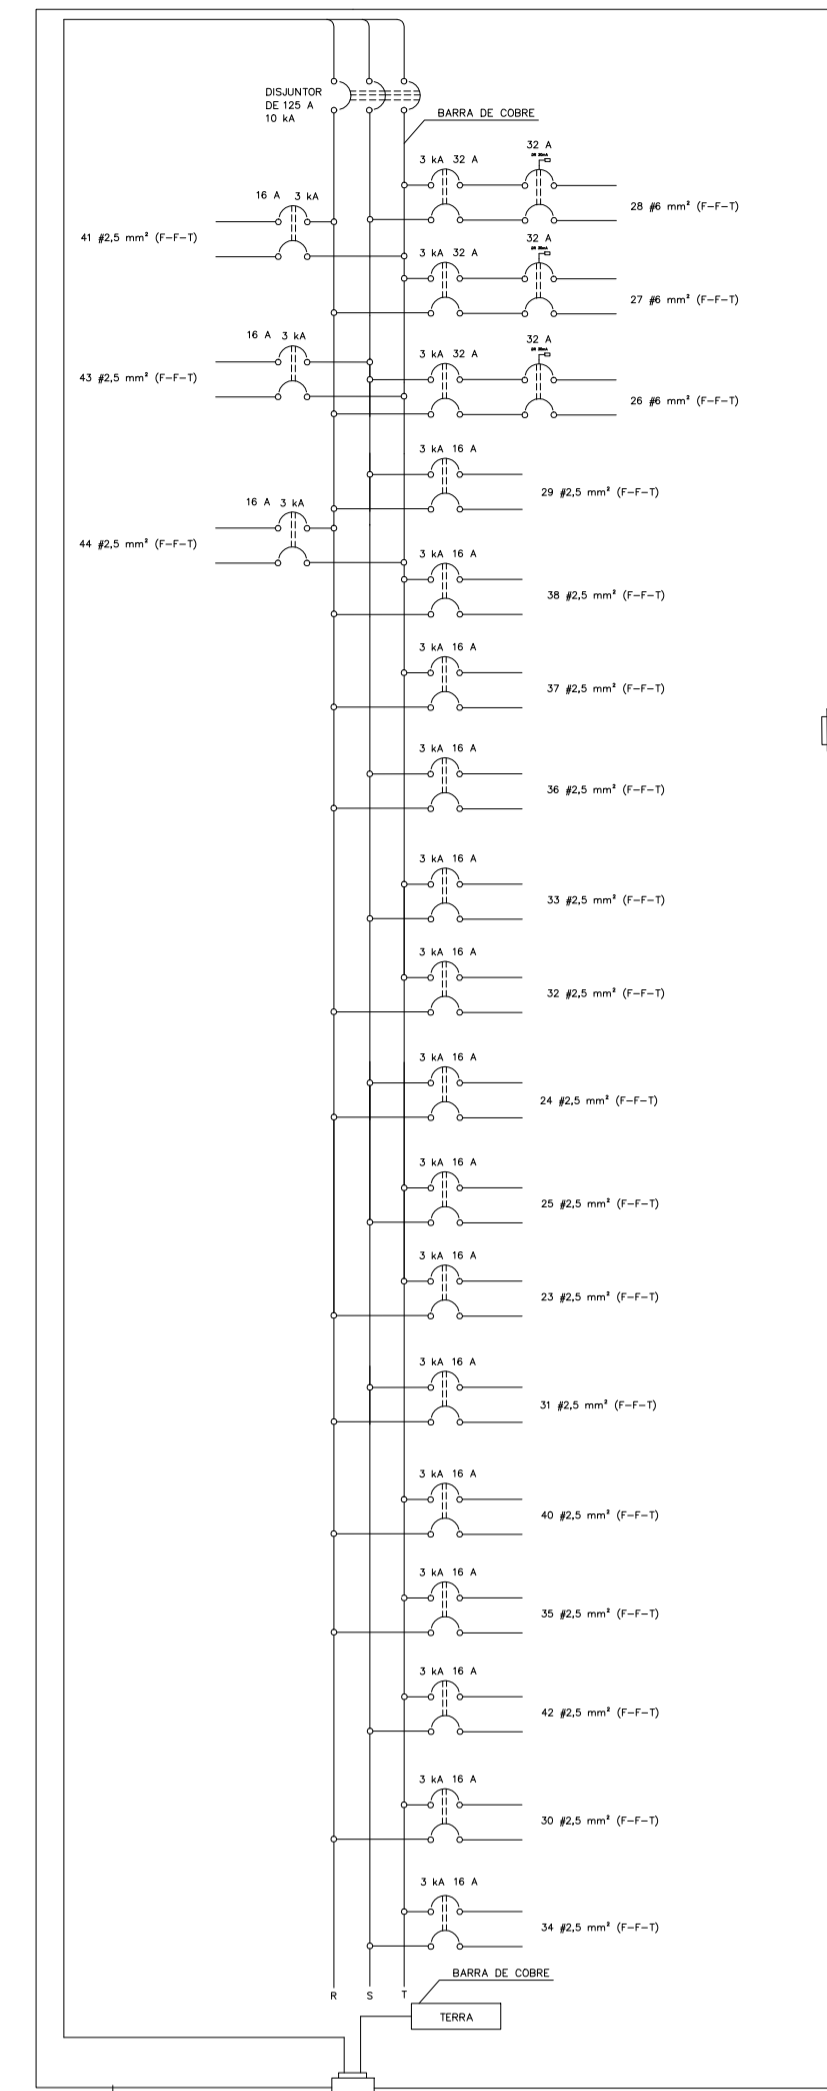 DISJUNTOR
DE 125 A
10 kA
BARRA DE COBRE
3 kA 32 A
32 A
28 #6 mm² (F-F-T)
16 A 3 kA
41 #2,5 mm² (F-F-T)
3 kA 32 A
32 A
27 #6 mm² (F-F-T)
16 A 3 kA
43 #2,5 mm² (F-F-T)
3 kA 32 A
32 A
26 #6 mm² (F-F-T)
3 kA 16 A
29 #2,5 mm² (F-F-T)
16 A 3 kA
44 #2,5 mm² (F-F-T)
3 kA 16 A
38 #2,5 mm² (F-F-T)
3 kA 16 A
37 #2,5 mm² (F-F-T)
3 kA 16 A
36 #2,5 mm² (F-F-T)
3 kA 16 A
33 #2,5 mm² (F-F-T)
3 kA 16 A
32 #2,5 mm² (F-F-T)
3 kA 16 A
24 #2,5 mm² (F-F-T)
3 kA 16 A
25 #2,5 mm² (F-F-T)
3 kA 16 A
23 #2,5 mm² (F-F-T)
3 kA 16 A
31 #2,5 mm² (F-F-T)
3 kA 16 A
40 #2,5 mm² (F-F-T)
3 kA 16 A
35 #2,5 mm² (F-F-T)
3 kA 16 A
42 #2,5 mm² (F-F-T)
3 kA 16 A
30 #2,5 mm² (F-F-T)
3 kA 16 A
34 #2,5 mm² (F-F-T)
R S T
BARRA DE COBRE
TERRA